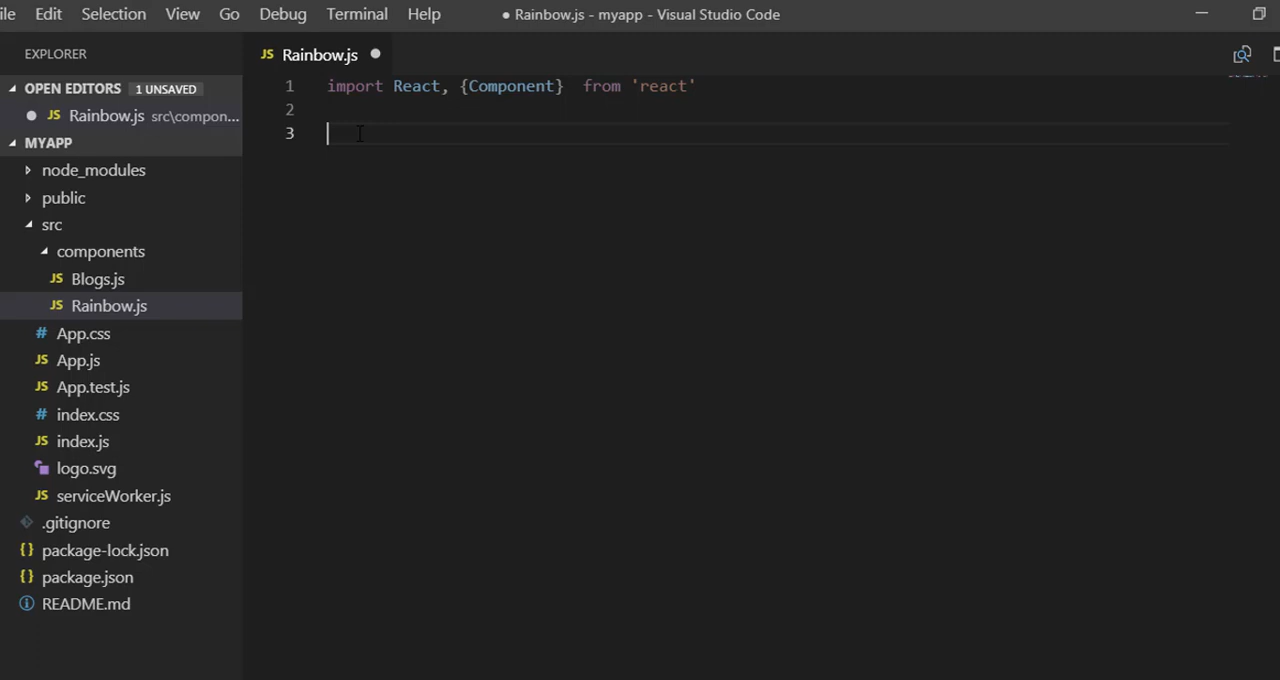 ile Edit Selection View Go Debug Terminal Help ● Rainbow.js - myapp - Visual Studio Code
EXPLORER
JS Rainbow.js ●
OPEN EDITORS 1 UNSAVED
● JS Rainbow.js src\compon...
MYAPP
node_modules
public
src
components
JS Blogs.js
JS Rainbow.js
# App.css
JS App.js
JS App.test.js
# index.css
JS index.js
logo.svg
JS serviceWorker.js
.gitignore
{} package-lock.json
{} package.json
README.md
1 import React, {Component}  from 'react'
2
3